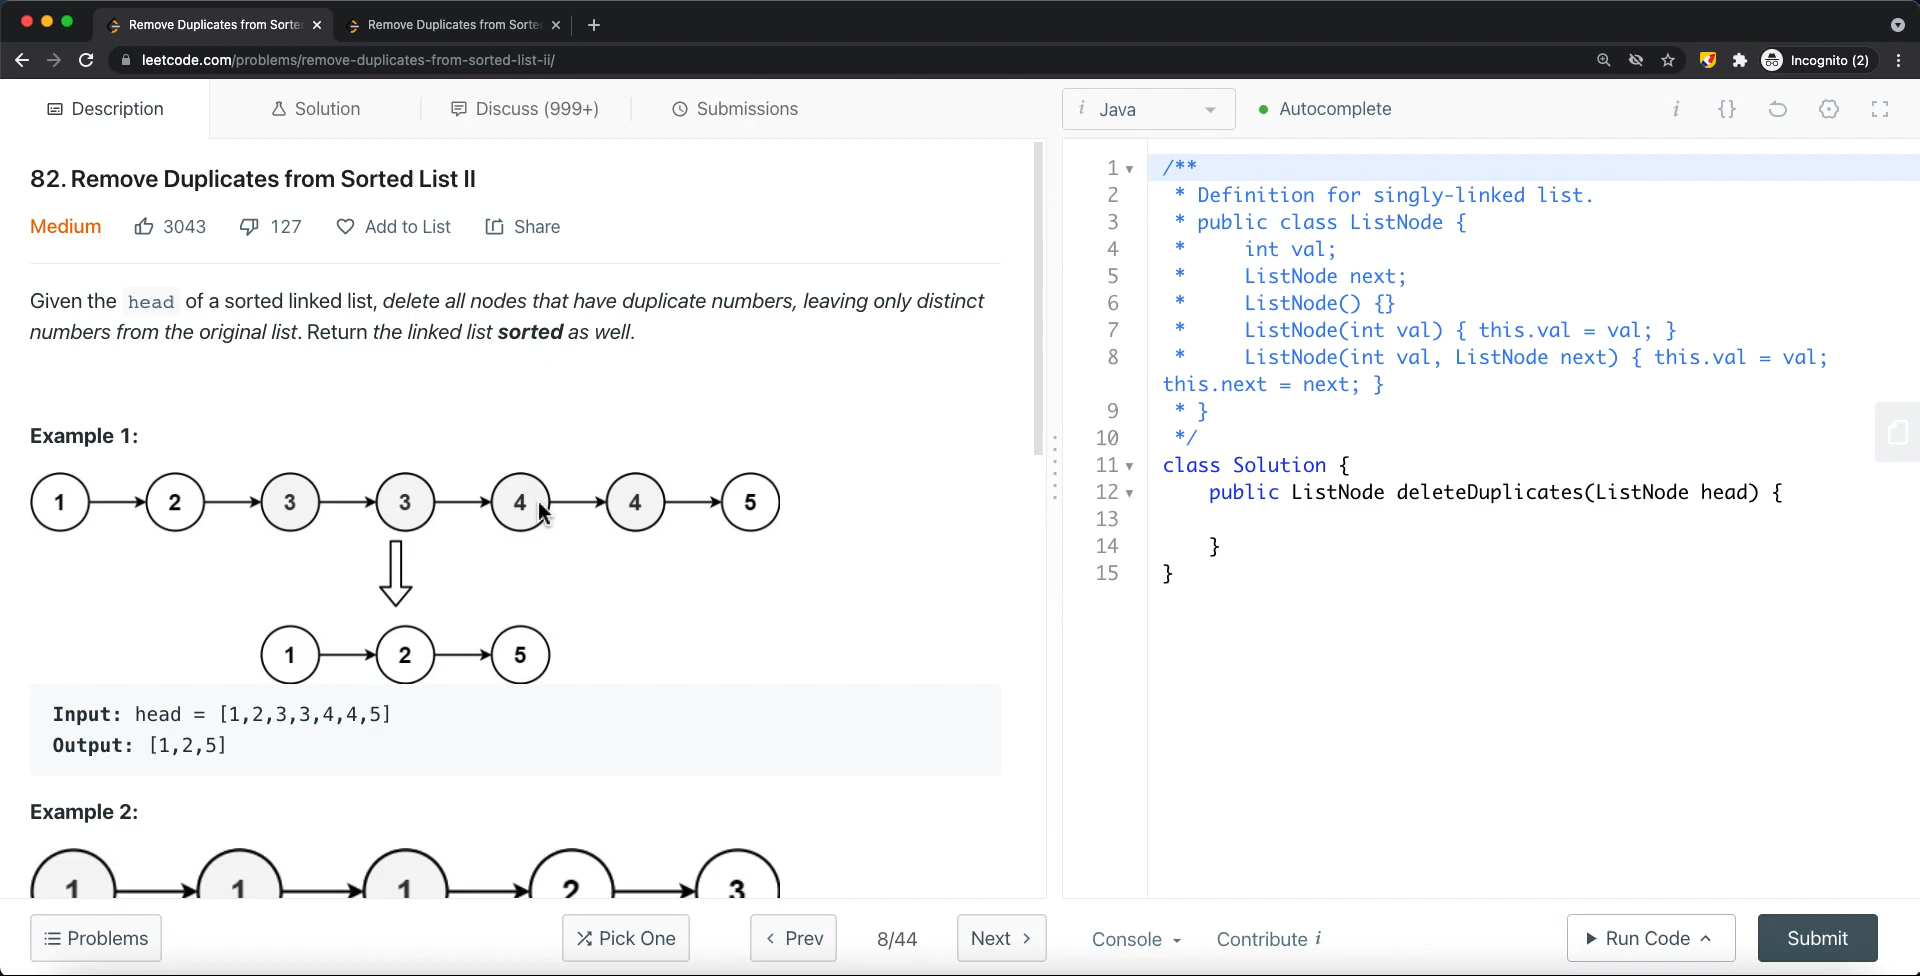 Remove Duplicates from Sorte
Remove Duplicates from Sorte
leetcode.com/problems/remove-duplicates-from-sorted-list-ii/
Incognito (2)
Description
Solution
Discuss (999+)
Submissions
i Java
Autocomplete
i {}
82. Remove Duplicates from Sorted List II
Medium 3043 127 Add to List Share
Given the head of a sorted linked list, delete all nodes that have duplicate numbers, leaving only distinct
numbers from the original list. Return the linked list sorted as well.
Example 1:
1 2 3 3 4 4 5
1 2 5
Input: head = [1,2,3,3,4,4,5]
Output: [1,2,5]
Example 2:
1 1 1 2 3
1 /**
2 * Definition for singly-linked list.
3 * public class ListNode {
4 * int val;
5 * ListNode next;
6 * ListNode() {}
7 * ListNode(int val) { this.val = val; }
8 * ListNode(int val, ListNode next) { this.val = val;
this.next = next; }
9 * }
10 */
11 class Solution {
12 public ListNode deleteDuplicates(ListNode head) {
13
14 }
15 }
Problems
Pick One
Prev
8/44
Next
Console
Contribute i
Run Code
Submit